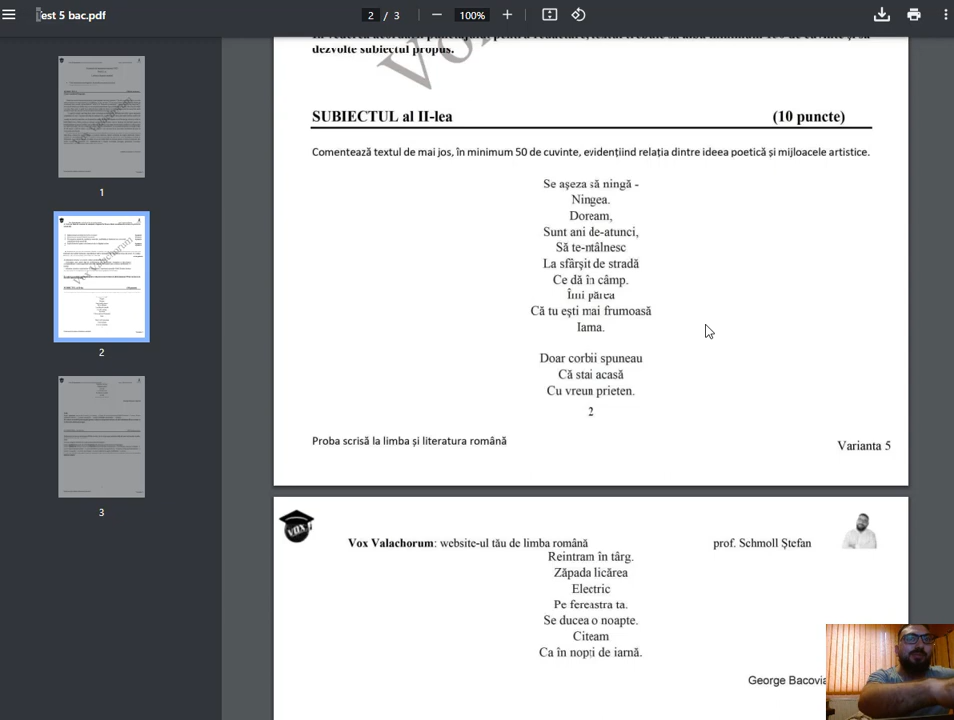 est 5 bac.pdf
2 / 3
100%
dezvolte subiectul propus.
SUBIECTUL al II-lea (10 puncte)
Comentează textul de mai jos, în minimum 50 de cuvinte, evidențiind relația dintre ideea poetică și mijloacele artistice.
Se așeza să ningă -
Ningea.
Doream,
Sunt ani de-atunci,
Să te-ntâlnesc
La sfârșit de stradă
Ce dă în câmp.
Îmi părea
Că tu ești mai frumoasă
Iarna.
Doar corbii spuneau
Că stai acasă
Cu vreun prieten.
2
Proba scrisă la limba și literatura română
Varianta 5
VOX
Vox Valachorum: website-ul tău de limba română prof. Schmoll Ștefan
Reintram în târg.
Zăpada licărea
Electric
Pe fereastra ta.
Se ducea o noapte.
Citeam
Ca în nopți de iarnă.
George Bacovia
1
2
3